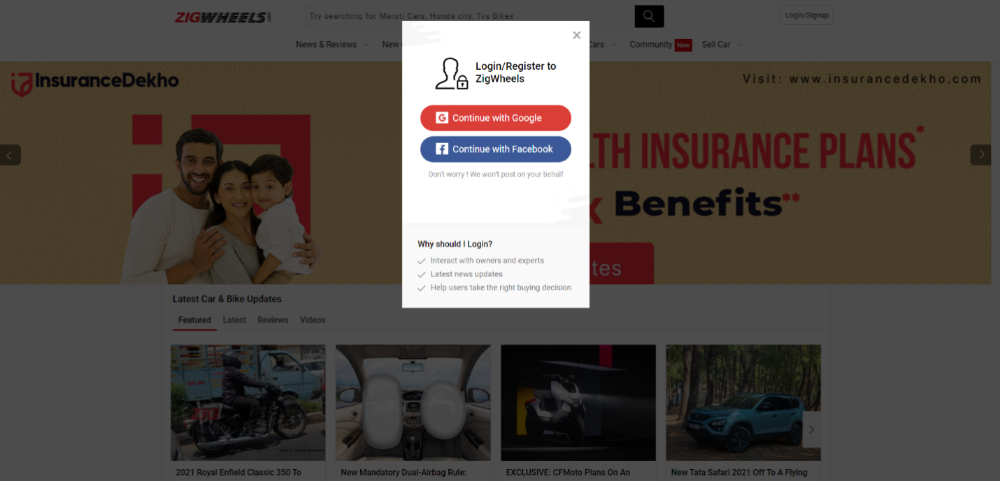 ZIGWHEELS.COM
Try searching for Maruti Cars, Honda city, Tvs Bikes
Login/Signup
News & Reviews
New
Cars
Community New
Sell Car
InsuranceDekho
Visit: www.insurancedekho.com
LTH INSURANCE PLANS*
Benefits**
tes
Login/Register to
ZigWheels
Continue with Google
Continue with Facebook
Don't worry ! We won't post on your behalf
Why should I Login?
Interact with owners and experts
Latest news updates
Help users take the right buying decision
Latest Car & Bike Updates
Featured Latest Reviews Videos
2021 Royal Enfield Classic 350 To
New Mandatory Dual-Airbag Rule:
EXCLUSIVE: CFMoto Plans On An
New Tata Safari 2021 Off To A Flying